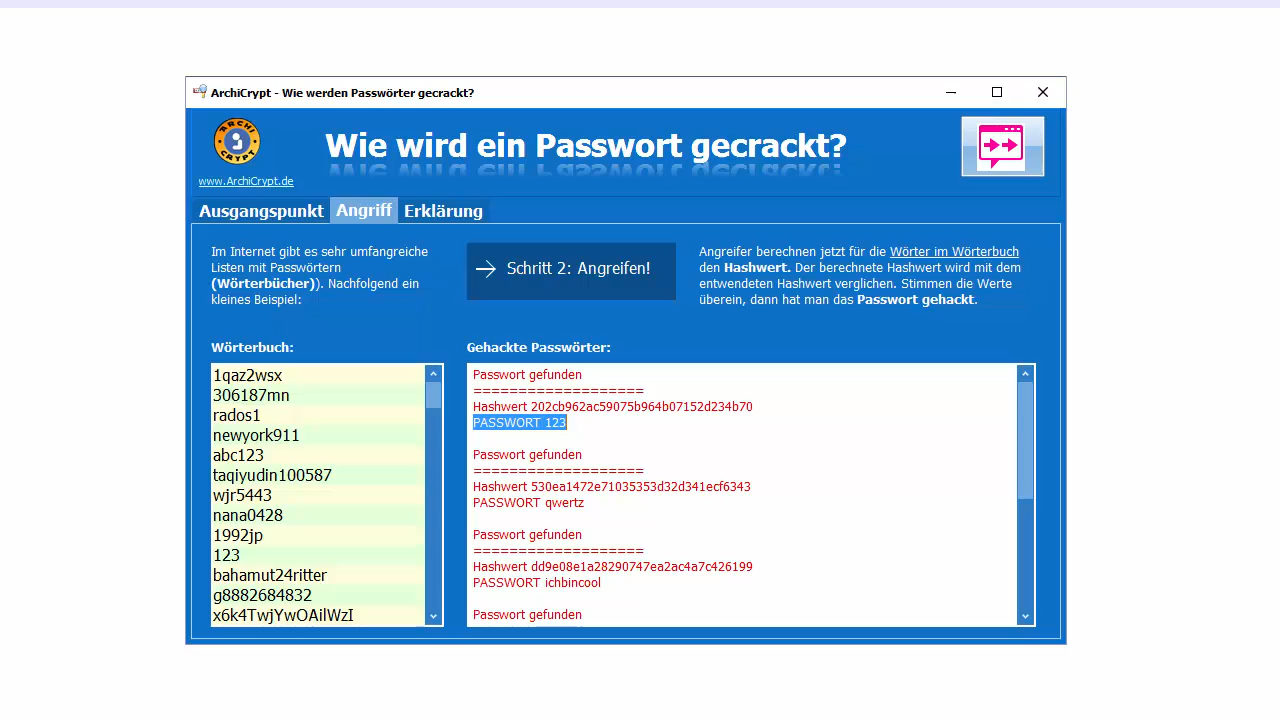 ArchiCrypt - Wie werden Passwörter gecrackt?
ARCHI
CRYPT
Wie wird ein Passwort gecrackt?
www.ArchiCrypt.de
Ausgangspunkt Angriff Erklärung
Im Internet gibt es sehr umfangreiche
Listen mit Passwörtern
(Wörterbücher)). Nachfolgend ein
kleines Beispiel:
Schritt 2: Angreifen!
Angreifer berechnen jetzt für die Wörter im Wörterbuch
den Hashwert. Der berechnete Hashwert wird mit dem
entwendeten Hashwert verglichen. Stimmen die Werte
überein, dann hat man das Passwort gehackt.
Wörterbuch:
1qaz2wsx
306187mn
rados1
newyork911
abc123
taqiyudin100587
wjr5443
nana0428
1992jp
123
bahamut24ritter
g8882684832
x6k4TwjYwOAilWzI
Gehackte Passwörter:
Passwort gefunden
===================
Hashwert 202cb962ac59075b964b07152d234b70
PASSWORT 123
Passwort gefunden
===================
Hashwert 530ea1472e71035353d32d341ecf6343
PASSWORT qwertz
Passwort gefunden
===================
Hashwert dd9e08e1a28290747ea2ac4a7c426199
PASSWORT ichbincool
Passwort gefunden